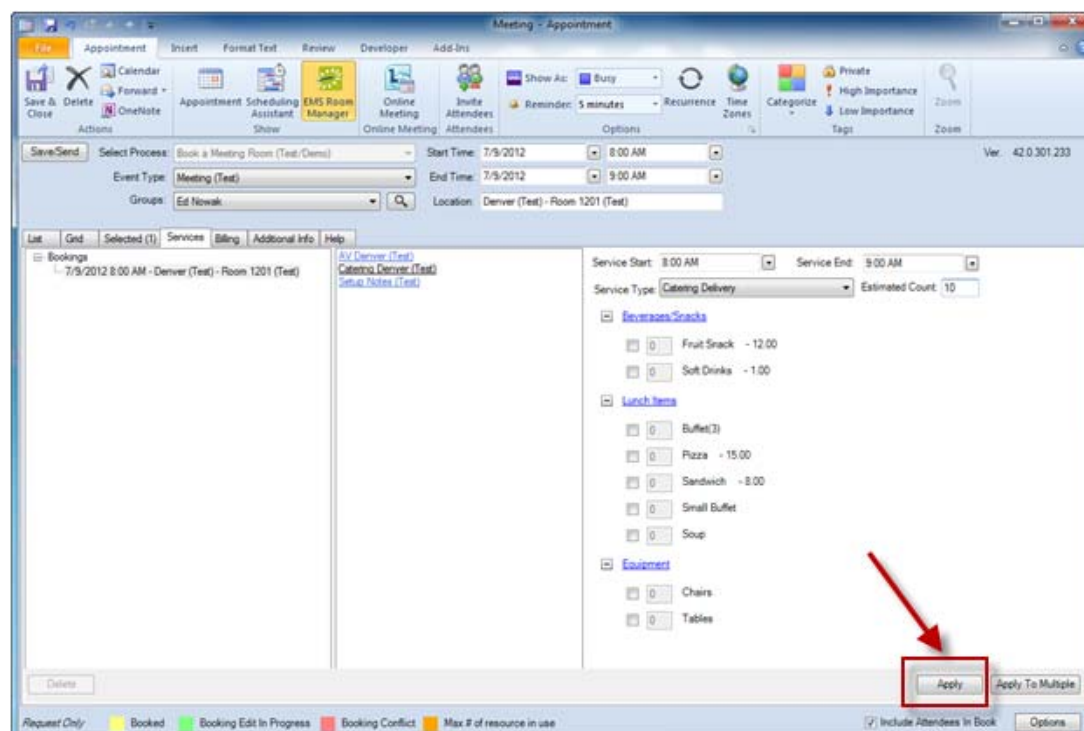 Meeting - Appointment
File Appointment Insert Format Text Review Developer Add-Ins
Save & Close
Delete
Calendar
Forward
OneNote
Actions
Appointment
Scheduling Assistant
EMS Room Manager
Show
Online Meeting
Online Meeting
Invite Attendees
Attendees
Show As: Busy
Reminder: 5 minutes
Recurrence
Time Zones
Options
Categorize
Private
High Importance
Low Importance
Tags
Zoom
Zoom
Save/Send Select Process: Book a Meeting Room (Test/Demo) Start Time: 7/9/2012 8:00 AM Ver. 42.0.301.233
Event Type: Meeting (Test) End Time: 7/9/2012 9:00 AM
Groups: Ed Nowak Location: Denver (Test) - Room 1201 (Test)
List Grid Selected (1) Services Billing Additional Info Help
Bookings
7/9/2012 8:00 AM - Denver (Test) - Room 1201 (Test)
AV Denver (Test)
Catering Denver (Test)
Setup Notes (Test)
Service Start: 8:00 AM Service End: 9:00 AM
Service Type: Catering Delivery Estimated Count: 10
Beverages/Snacks
0 Fruit Snack - 12.00
0 Soft Drinks - 1.00
Lunch Items
0 Buffet(3)
0 Pizza - 15.00
0 Sandwich - 8.00
0 Small Buffet
0 Soup
Equipment
0 Chairs
0 Tables
Delete Apply Apply To Multiple
Request Only Booked Booking Edit In Progress Booking Conflict Max # of resource in use Include Attendees In Book Options